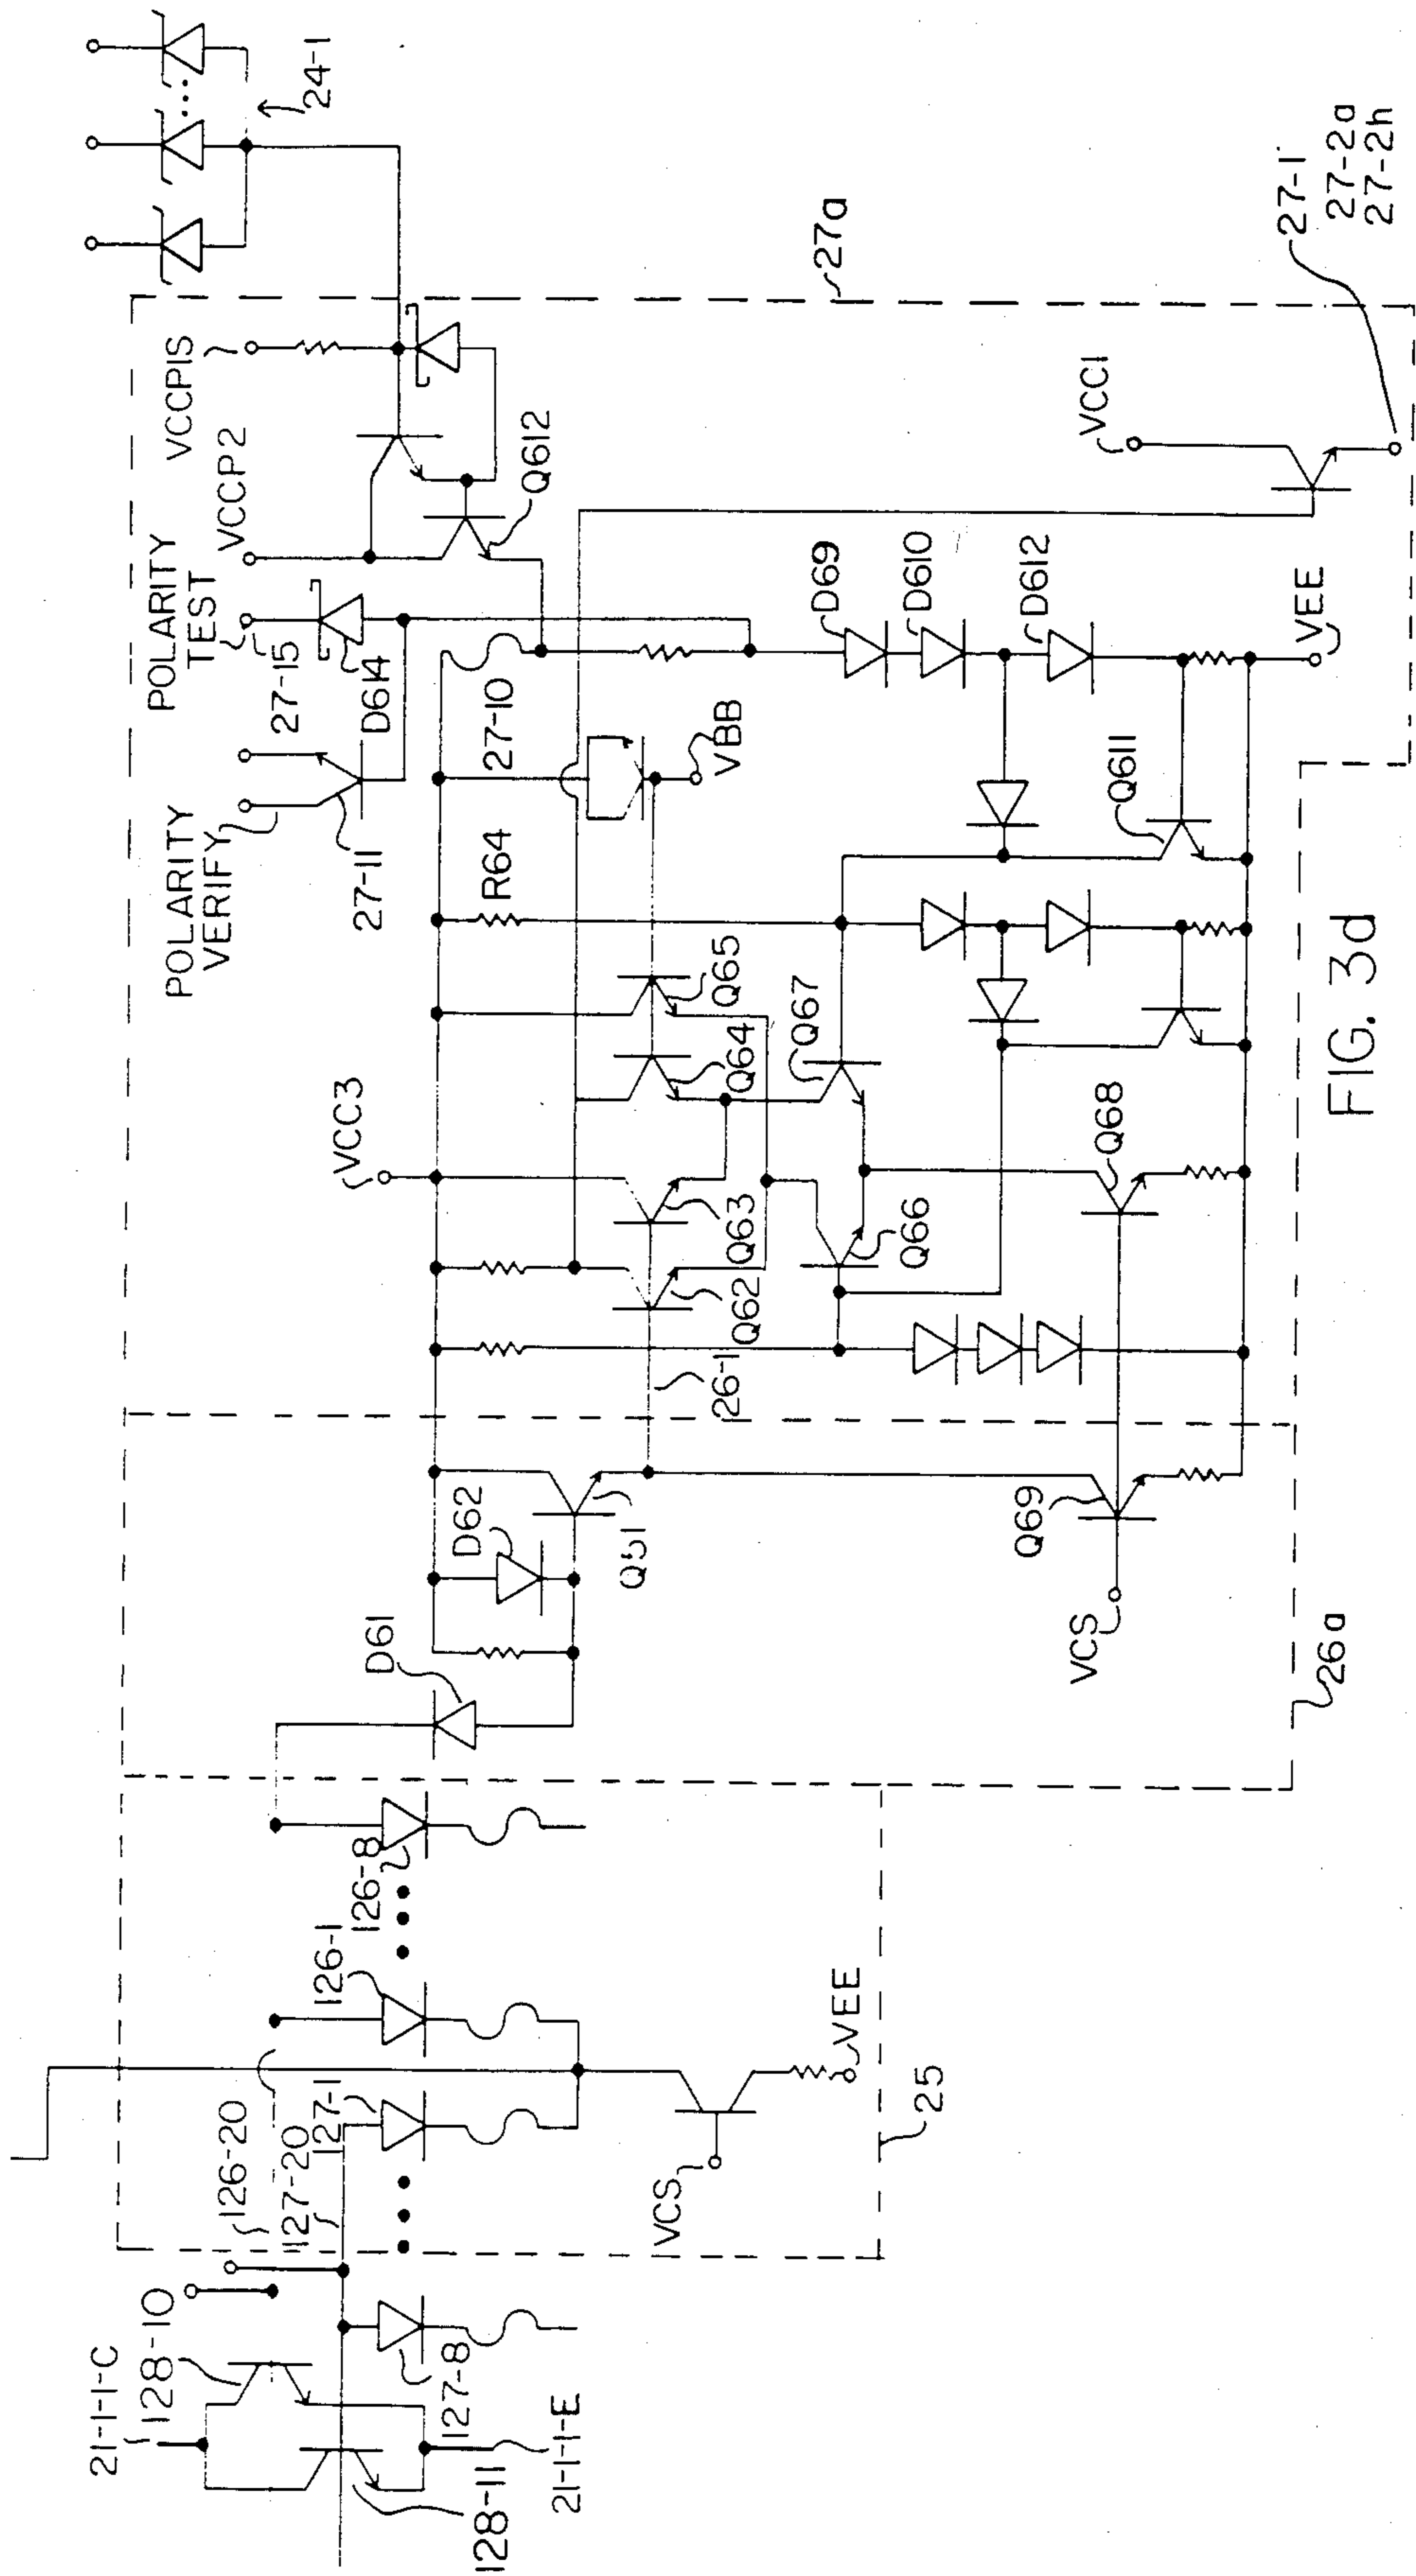 24-1
VCCPIS
VCCP2
POLARITY
TEST
27-15
D614
POLARITY
VERIFY
27-11
Q612
27a
27-10
VBB
R64
VCC3
VCC1
27-1
27-2a
27-2h
D69
D610
D612
VEE
Q611
Q65
Q64
Q67
Q63
Q62
Q66
Q68
26-1
D62
Q51
Q69
VCS
D61
26a
126-8
126-1
127-1
126-20
127-20
VEE
VCS
25
21-1-1-C
128-10
127-8
128-11
21-1-1-E
FIG. 3d